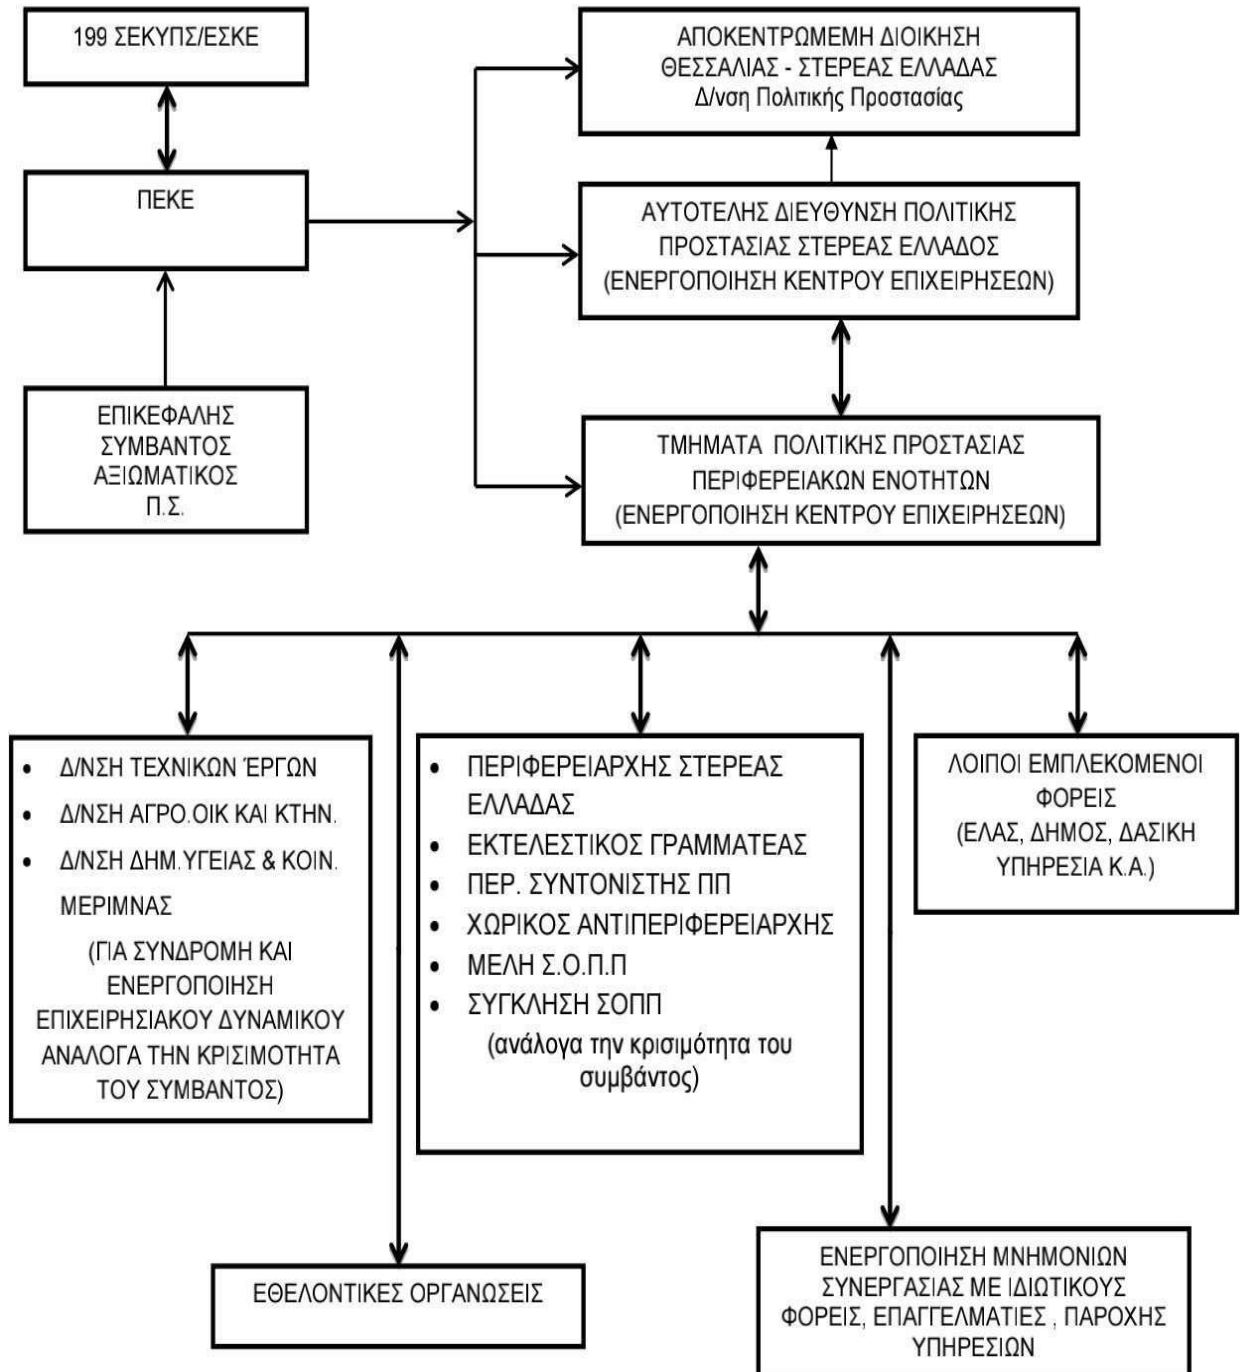 199 ΣΕΚΥΠΣ/ΕΣΚΕ
ΑΠΟΚΕΝΤΡΩΜΕΜΗ ΔΙΟΙΚΗΣΗ
ΘΕΣΣΑΛΙΑΣ - ΣΤΕΡΕΑΣ ΕΛΛΑΔΑΣ
Δ/νση Πολιτικής Προστασίας
ΠΕΚΕ
ΑΥΤΟΤΕΛΗΣ ΔΙΕΥΘΥΝΣΗ ΠΟΛΙΤΙΚΗΣ
ΠΡΟΣΤΑΣΙΑΣ ΣΤΕΡΕΑΣ ΕΛΛΑΔΟΣ
(ΕΝΕΡΓΟΠΟΙΗΣΗ ΚΕΝΤΡΟΥ ΕΠΙΧΕΙΡΗΣΕΩΝ)
ΕΠΙΚΕΦΑΛΗΣ
ΣΥΜΒΑΝΤΟΣ
ΑΞΙΩΜΑΤΙΚΟΣ
Π.Σ.
ΤΜΗΜΑΤΑ ΠΟΛΙΤΙΚΗΣ ΠΡΟΣΤΑΣΙΑΣ
ΠΕΡΙΦΕΡΕΙΑΚΩΝ ΕΝΟΤΗΤΩΝ
(ΕΝΕΡΓΟΠΟΙΗΣΗ ΚΕΝΤΡΟΥ ΕΠΙΧΕΙΡΗΣΕΩΝ)
• Δ/ΝΣΗ ΤΕΧΝΙΚΩΝ ΈΡΓΩΝ
• Δ/ΝΣΗ ΑΓΡΟ.ΟΙΚ ΚΑΙ ΚΤΗΝ.
• Δ/ΝΣΗ ΔΗΜ.ΥΓΕΙΑΣ & ΚΟΙΝ.
ΜΕΡΙΜΝΑΣ
(ΓΙΑ ΣΥΝΔΡΟΜΗ ΚΑΙ
ΕΝΕΡΓΟΠΟΙΗΣΗ
ΕΠΙΧΕΙΡΗΣΙΑΚΟΥ ΔΥΝΑΜΙΚΟΥ
ΑΝΑΛΟΓΑ ΤΗΝ ΚΡΙΣΙΜΟΤΗΤΑ
ΤΟΥ ΣΥΜΒΑΝΤΟΣ)
• ΠΕΡΙΦΕΡΕΙΑΡΧΗΣ ΣΤΕΡΕΑΣ
ΕΛΛΑΔΑΣ
• ΕΚΤΕΛΕΣΤΙΚΟΣ ΓΡΑΜΜΑΤΕΑΣ
• ΠΕΡ. ΣΥΝΤΟΝΙΣΤΗΣ ΠΠ
• ΧΩΡΙΚΟΣ ΑΝΤΙΠΕΡΙΦΕΡΕΙΑΡΧΗΣ
• ΜΕΛΗ Σ.Ο.Π.Π
• ΣΥΓΚΛΗΣΗ ΣΟΠΠ
(ανάλογα την κρισιμότητα του
συμβάντος)
ΛΟΙΠΟΙ ΕΜΠΛΕΚΟΜΕΝΟΙ
ΦΟΡΕΙΣ
(ΕΛΑΣ, ΔΗΜΟΣ, ΔΑΣΙΚΗ
ΥΠΗΡΕΣΙΑ Κ.Α.)
ΕΘΕΛΟΝΤΙΚΕΣ ΟΡΓΑΝΩΣΕΙΣ
ΕΝΕΡΓΟΠΟΙΗΣΗ ΜΝΗΜΟΝΙΩΝ
ΣΥΝΕΡΓΑΣΙΑΣ ΜΕ ΙΔΙΩΤΙΚΟΥΣ
ΦΟΡΕΙΣ, ΕΠΑΓΓΕΛΜΑΤΙΕΣ , ΠΑΡΟΧΗΣ
ΥΠΗΡΕΣΙΩΝ